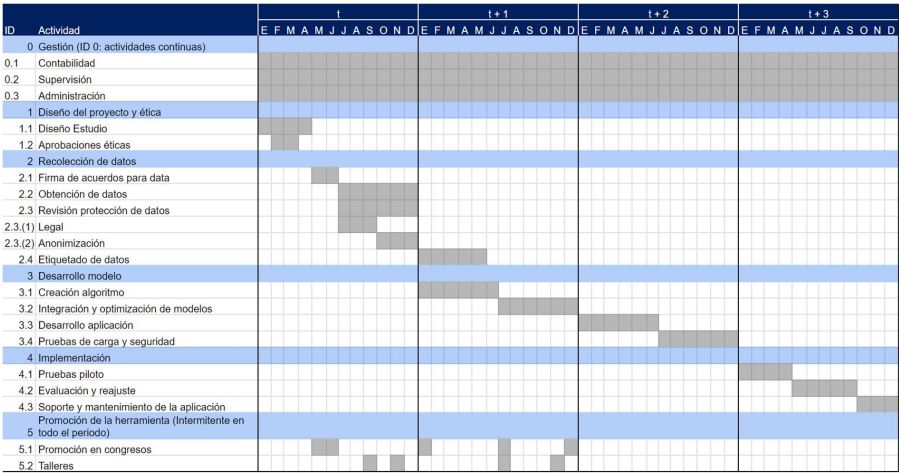 t t + 1 t + 2 t + 3
ID Actividad E F M A M J J A S O N D E F M A M J J A S O N D E F M A M J J A S O N D E F M A M J J A S O N D
0 Gestión (ID 0: actividades continuas)
0.1 Contabilidad
0.2 Supervisión
0.3 Administración
1 Diseño del proyecto y ética
1.1 Diseño Estudio
1.2 Aprobaciones éticas
2 Recolección de datos
2.1 Firma de acuerdos para data
2.2 Obtención de datos
2.3 Revisión protección de datos
2.3.(1) Legal
2.3.(2) Anonimización
2.4 Etiquetado de datos
3 Desarrollo modelo
3.1 Creación algoritmo
3.2 Integración y optimización de modelos
3.3 Desarrollo aplicación
3.4 Pruebas de carga y seguridad
4 Implementación
4.1 Pruebas piloto
4.2 Evaluación y reajuste
4.3 Soporte y mantenimiento de la aplicación
Promoción de la herramienta (Intermitente en
5 todo el periodo)
5.1 Promoción en congresos
5.2 Talleres